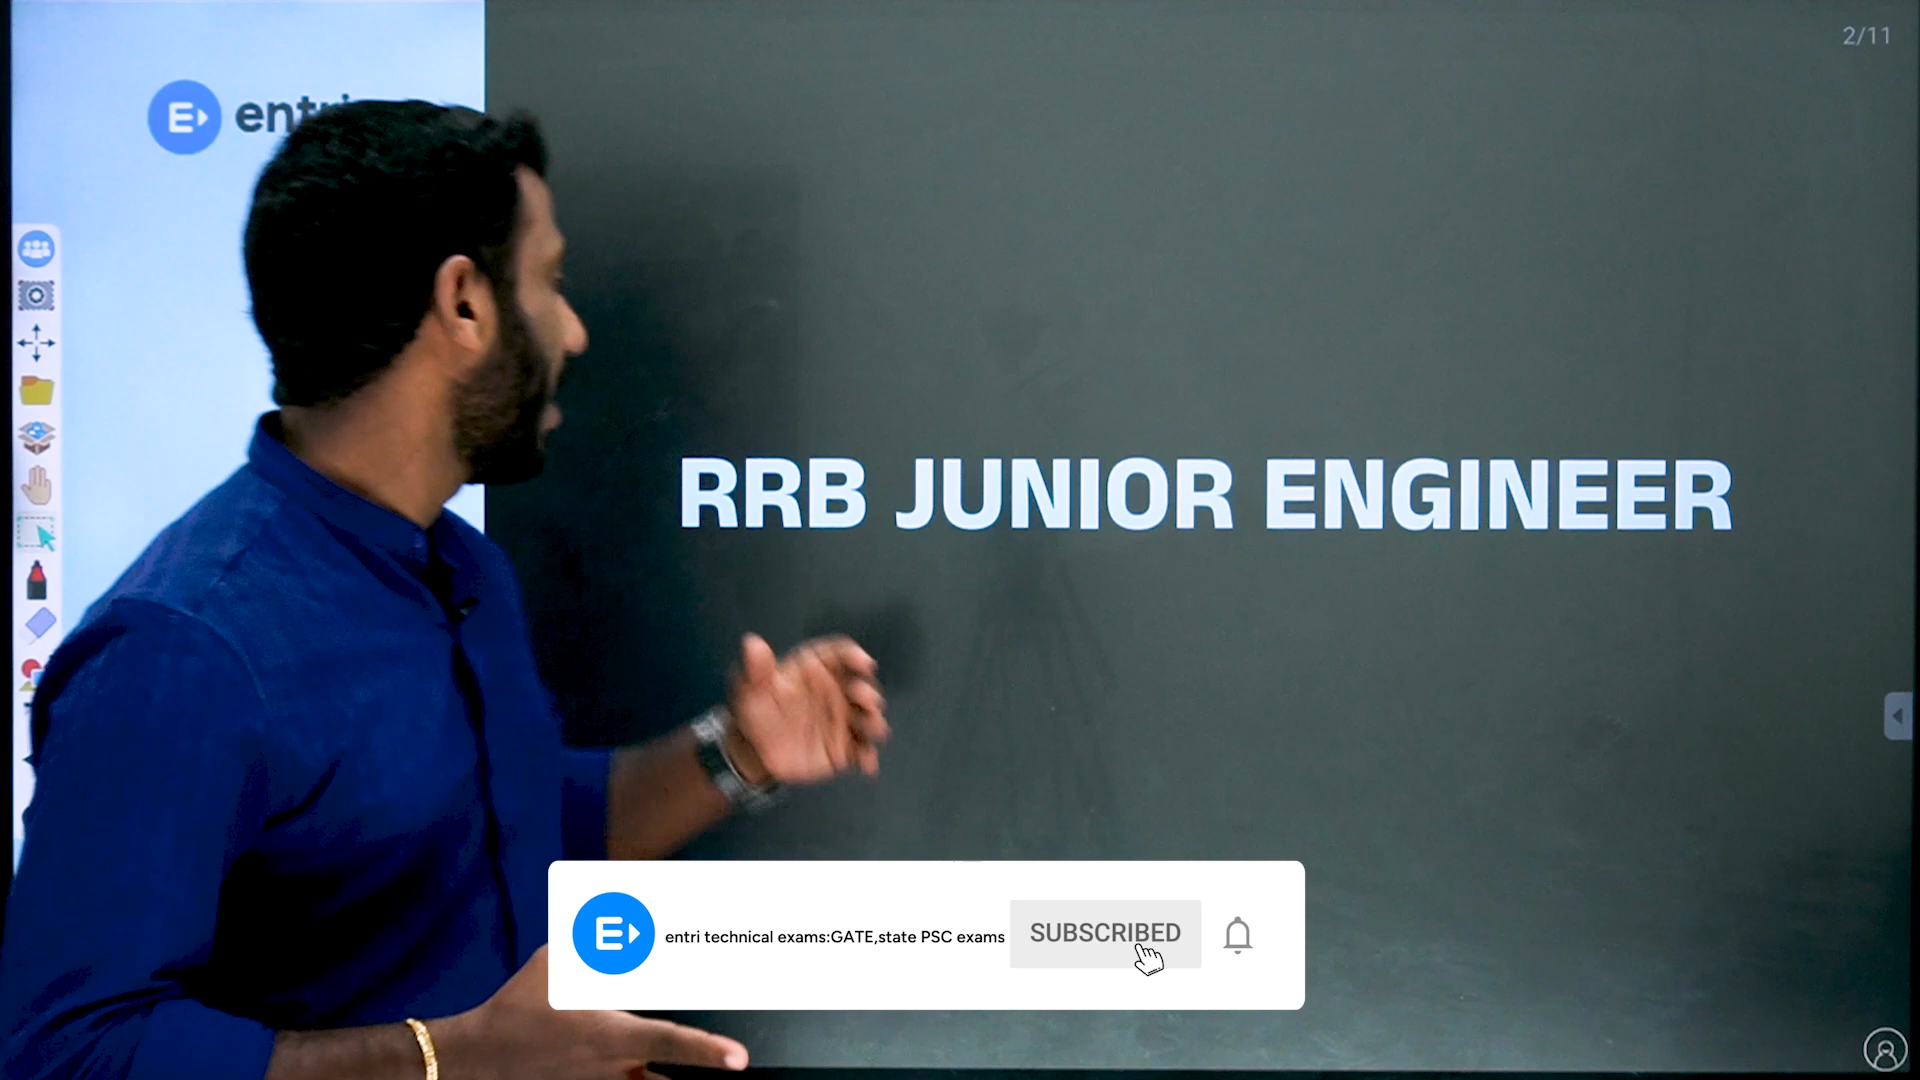 2/11
RRB JUNIOR ENGINEER
entri technical exams:GATE,state PSC exams
SUBSCRIBED